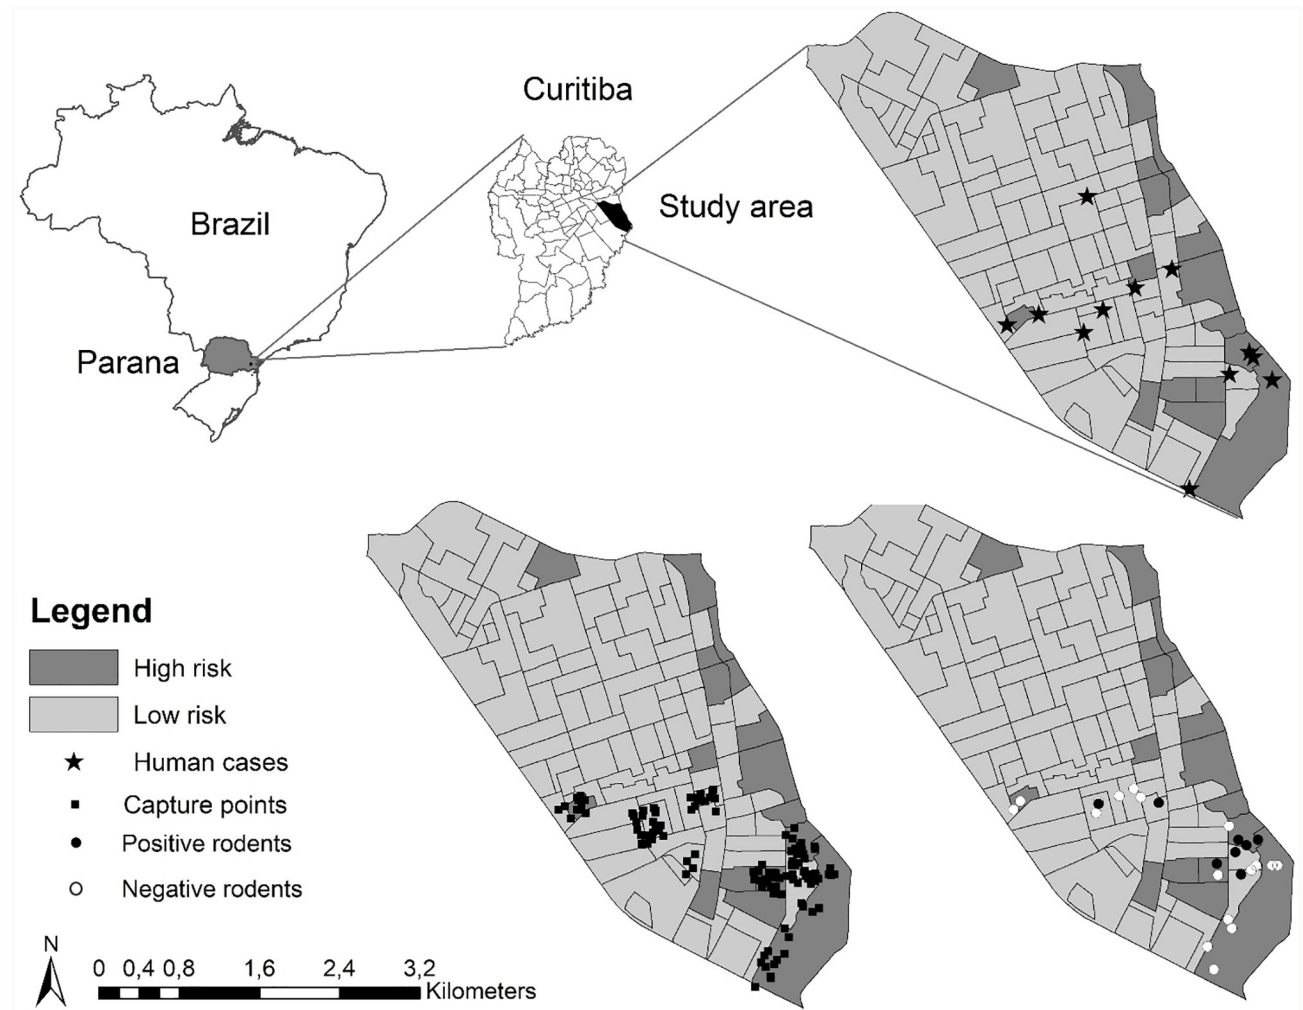 Curitiba
Brazil
Study area
Parana
Legend
High risk
Low risk
Human cases
Capture points
Positive rodents
Negative rodents
N
0 0,4 0,8 1,6 2,4 3,2
Kilometers